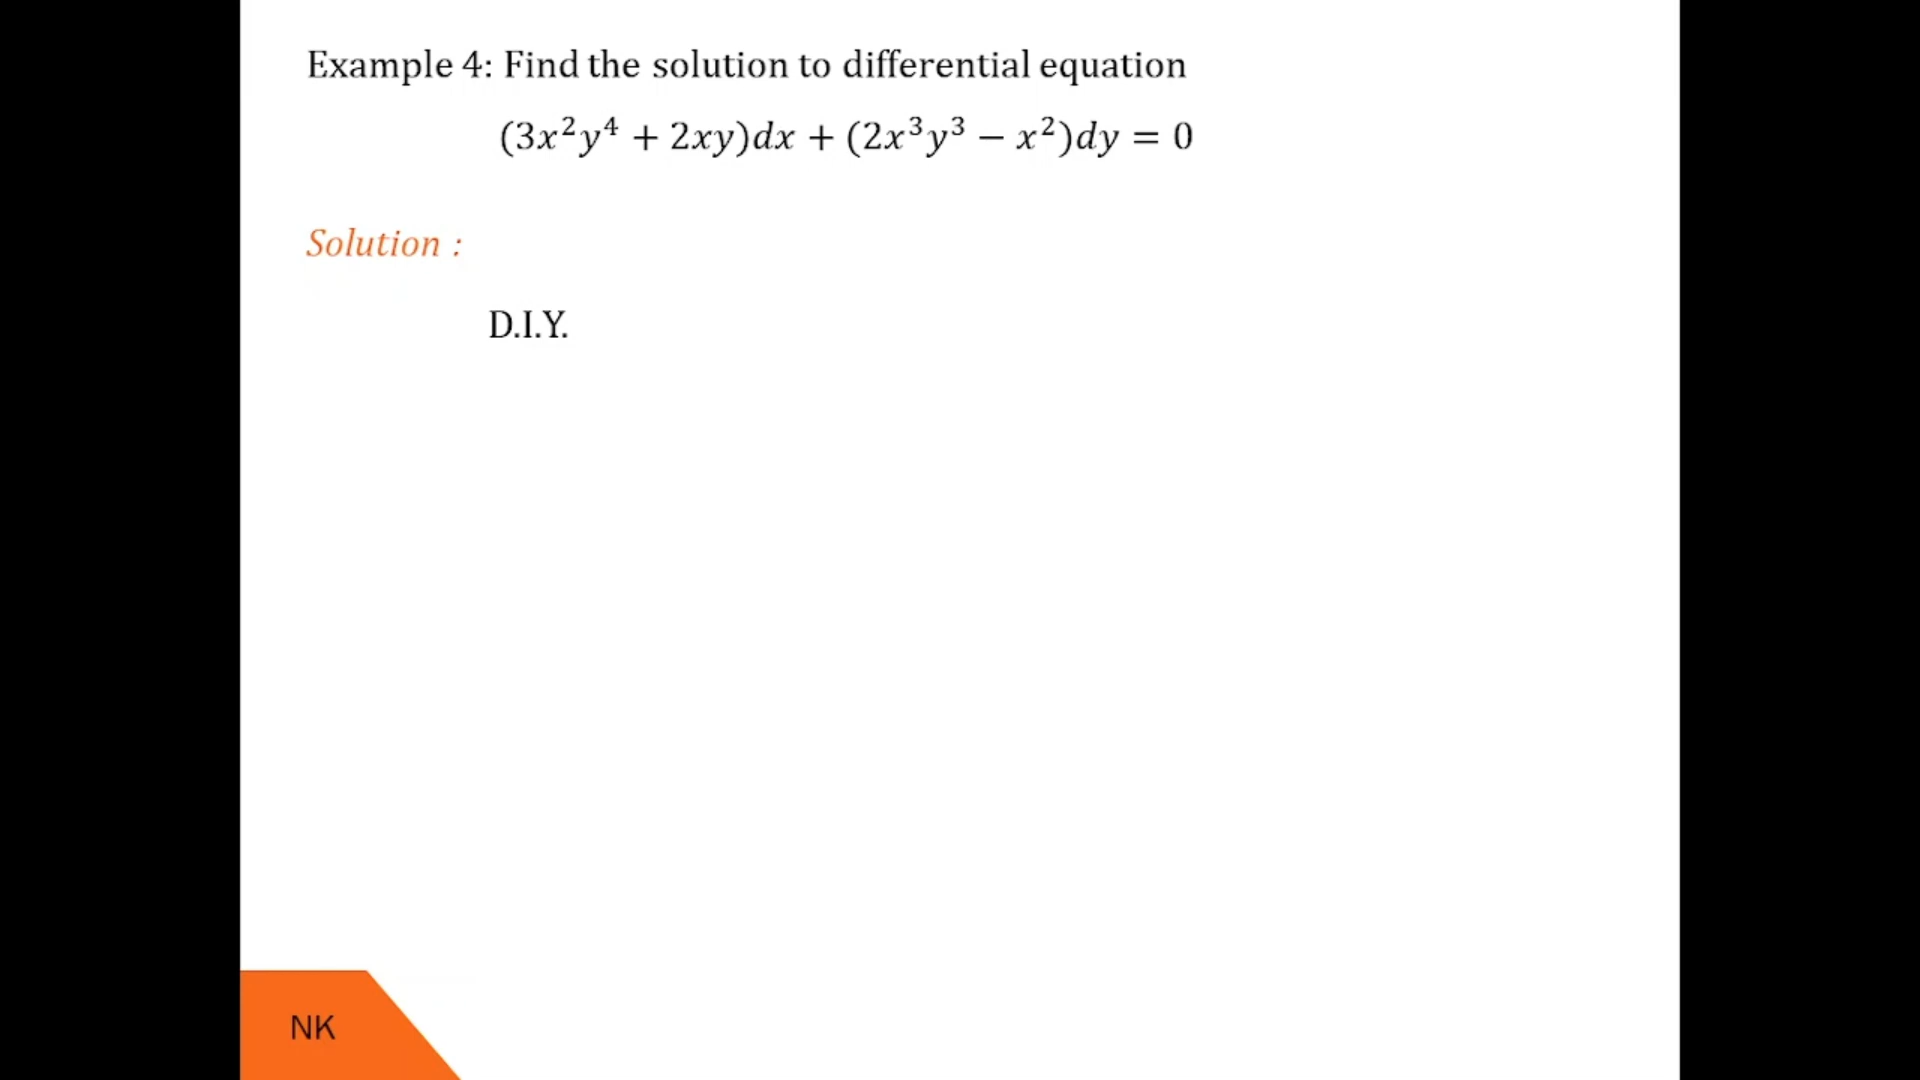 Example 4: Find the solution to differential equation
(3x²y⁴ + 2xy)dx + (2x³y³ − x²)dy = 0
Solution :
D.I.Y.
NK